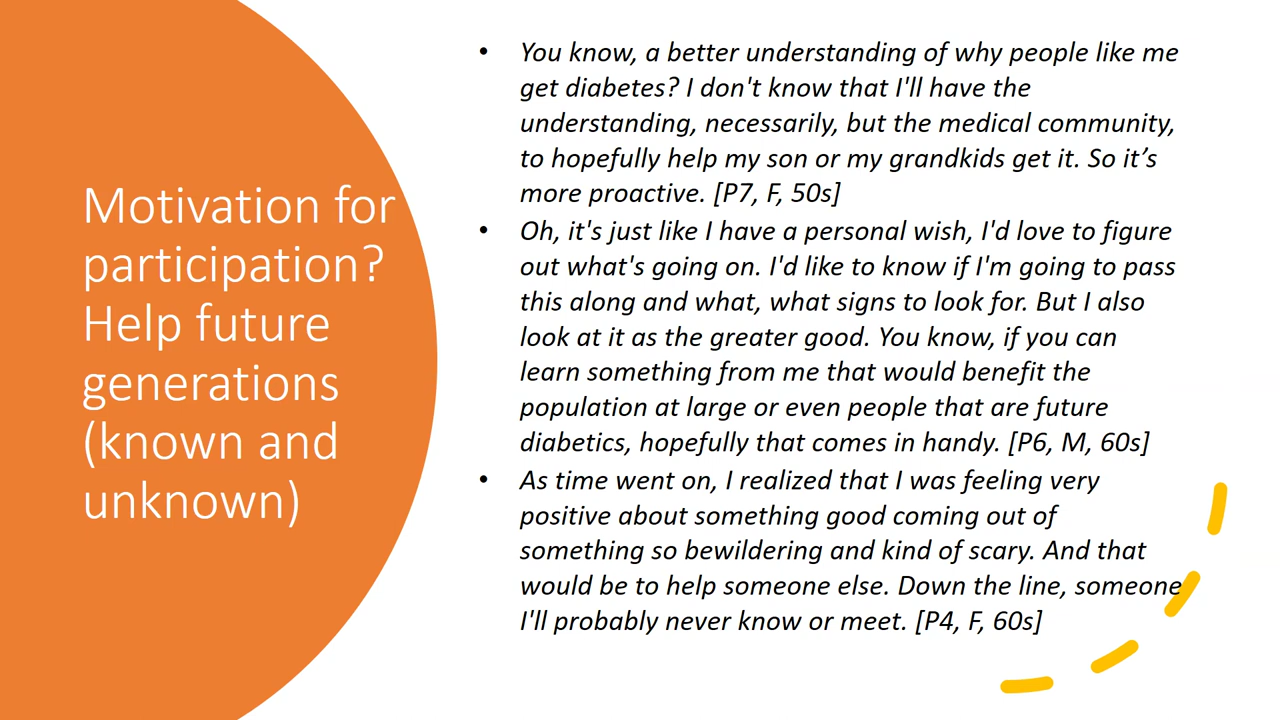 Motivation for
participation?
Help future
generations
(known and
unknown)
• You know, a better understanding of why people like me
get diabetes? I don't know that I'll have the
understanding, necessarily, but the medical community,
to hopefully help my son or my grandkids get it. So it’s
more proactive. [P7, F, 50s]
• Oh, it's just like I have a personal wish, I'd love to figure
out what's going on. I'd like to know if I'm going to pass
this along and what, what signs to look for. But I also
look at it as the greater good. You know, if you can
learn something from me that would benefit the
population at large or even people that are future
diabetics, hopefully that comes in handy. [P6, M, 60s]
• As time went on, I realized that I was feeling very
positive about something good coming out of
something so bewildering and kind of scary. And that
would be to help someone else. Down the line, someone
I'll probably never know or meet. [P4, F, 60s]